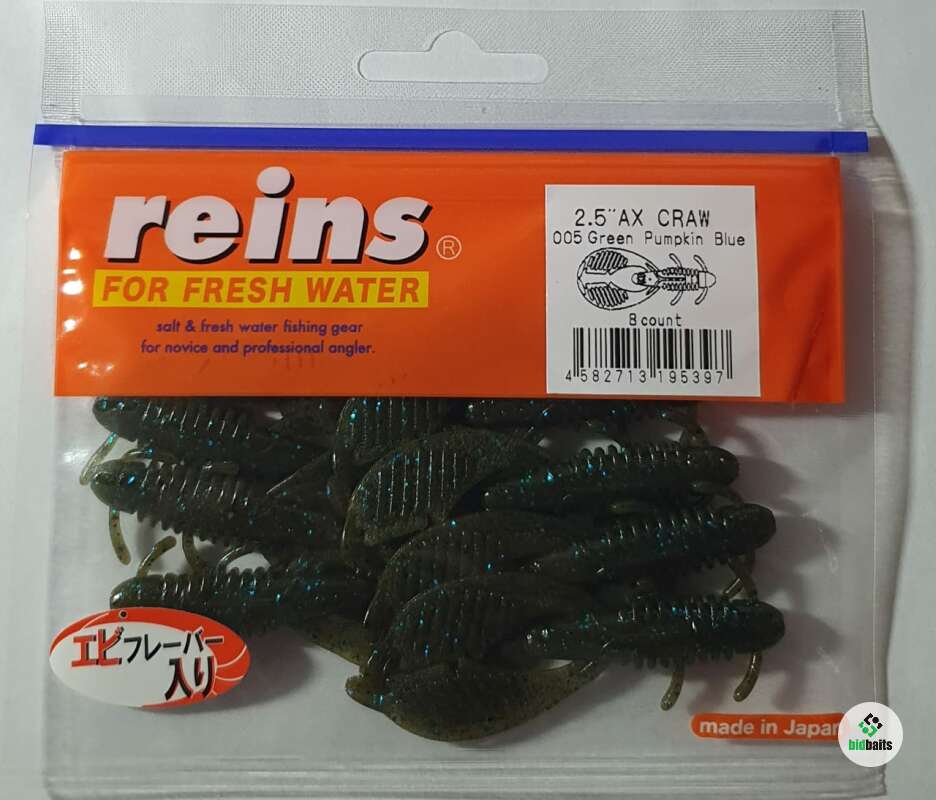 reins®
FOR FRESH WATER
salt & fresh water fishing gear
for novice and professional angler.
2.5"AX CRAW
005 Green Pumpkin Blue
8 count
4 582713 195397
エビフレーバー
入り
made in Japan
bidbaits